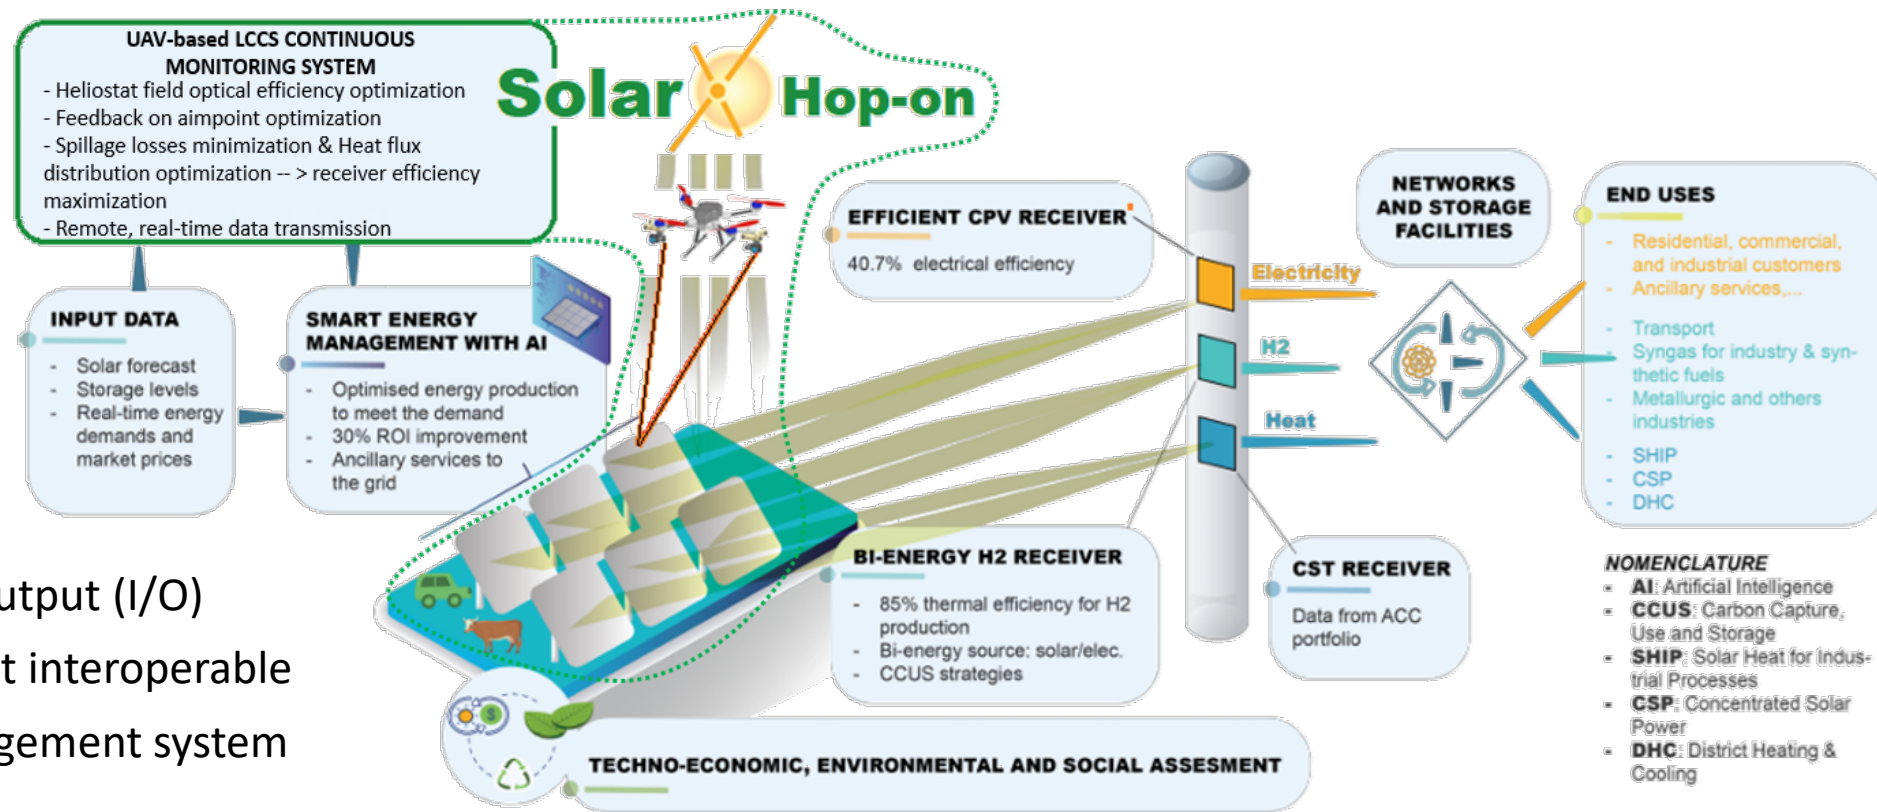 UAV-based LCCS CONTINUOUS
MONITORING SYSTEM
- Heliostat field optical efficiency optimization
- Feedback on aimpoint optimization
- Spillage losses minimization & Heat flux
distribution optimization -- > receiver efficiency
maximization
- Remote, real-time data transmission
Solar Hop-on
INPUT DATA
- Solar forecast
- Storage levels
- Real-time energy
demands and
market prices
SMART ENERGY
MANAGEMENT WITH AI
- Optimised energy production
to meet the demand
- 30% ROI improvement
- Ancillary services to
the grid
EFFICIENT CPV RECEIVER
40.7% electrical efficiency
Electricity
H2
Heat
NETWORKS
AND STORAGE
FACILITIES
END USES
- Residential, commercial,
and industrial customers
- Ancillary services,...
- Transport
- Syngas for industry & syn-
thetic fuels
- Metallurgic and others
industries
- SHIP
- CSP
- DHC
BI-ENERGY H2 RECEIVER
- 85% thermal efficiency for H2
production
- Bi-energy source: solar/elec.
- CCUS strategies
CST RECEIVER
Data from ACC
portfolio
NOMENCLATURE
- AI: Artificial Intelligence
- CCUS: Carbon Capture,
Use and Storage
- SHIP: Solar Heat for Indus-
trial Processes
- CSP: Concentrated Solar
Power
- DHC: District Heating &
Cooling
utput (I/O)
t interoperable
gement system
$
TECHNO-ECONOMIC, ENVIRONMENTAL AND SOCIAL ASSESMENT